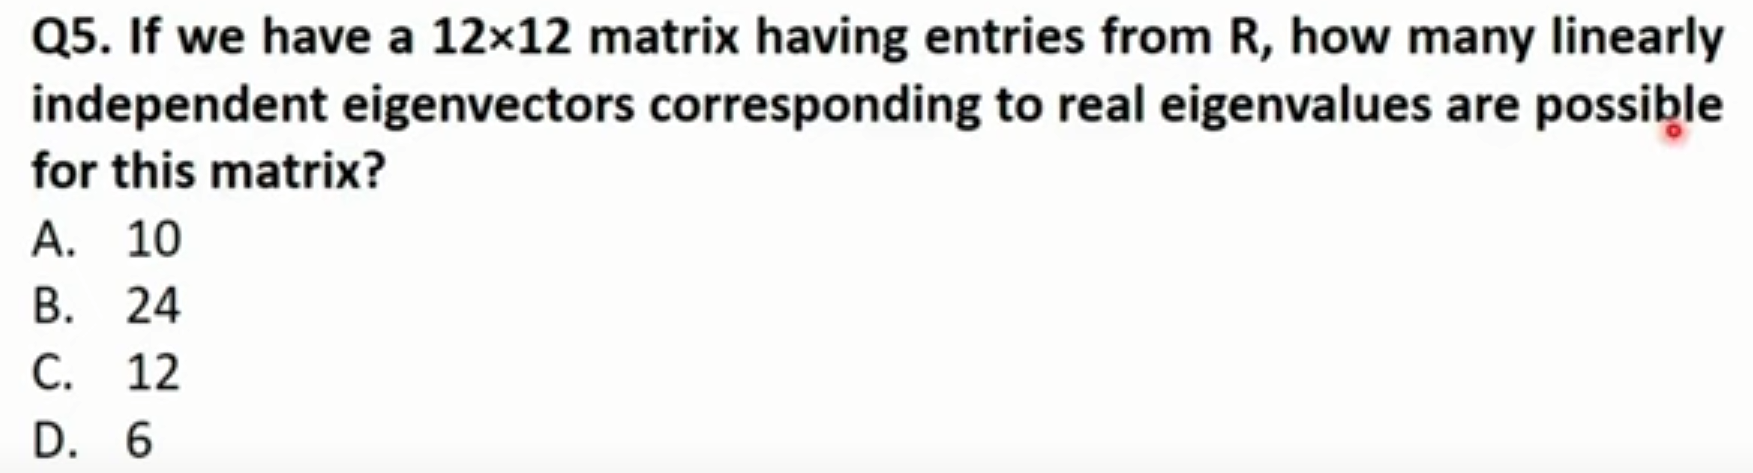 Q5. If we have a 12×12 matrix having entries from R, how many linearly
independent eigenvectors corresponding to real eigenvalues are possible
for this matrix?
A. 10
B. 24
C. 12
D. 6